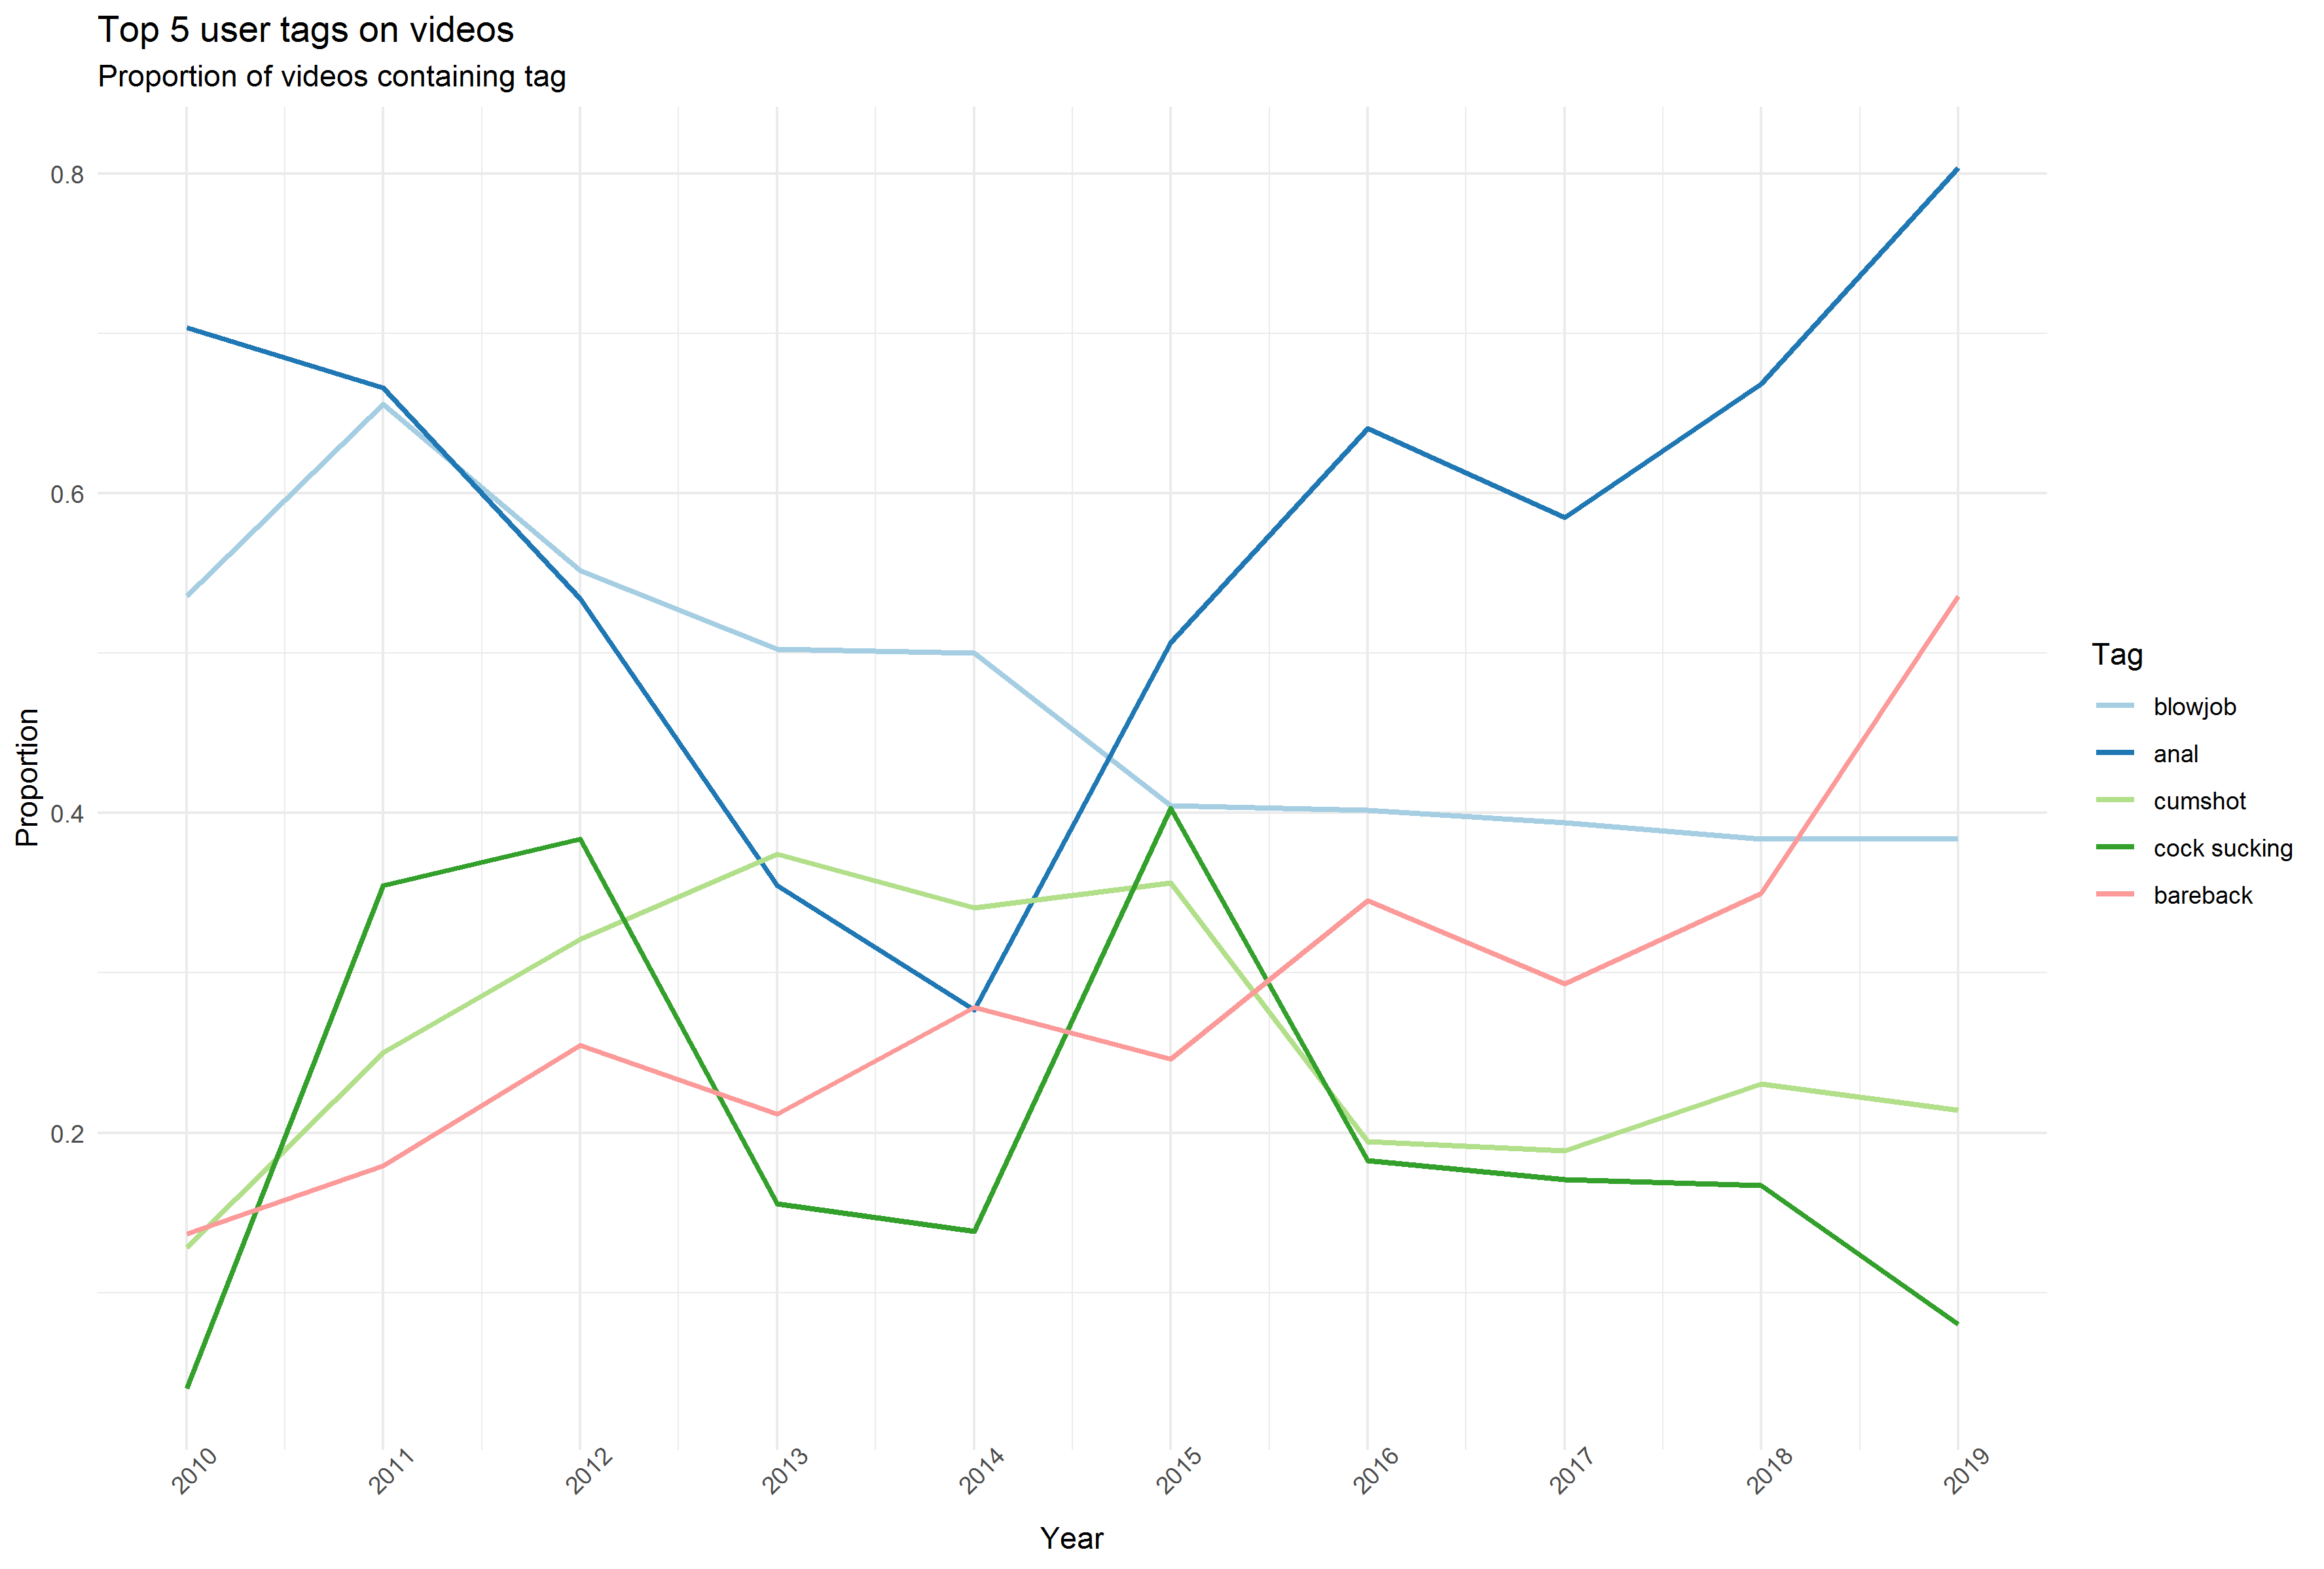 Top 5 user tags on videos
Proportion of videos containing tag
0.8
0.6
0.4
0.2
Proportion
2010
2011
2012
2013
2014
2015
2016
2017
2018
2019
Year
Tag
blowjob
anal
cumshot
cock sucking
bareback